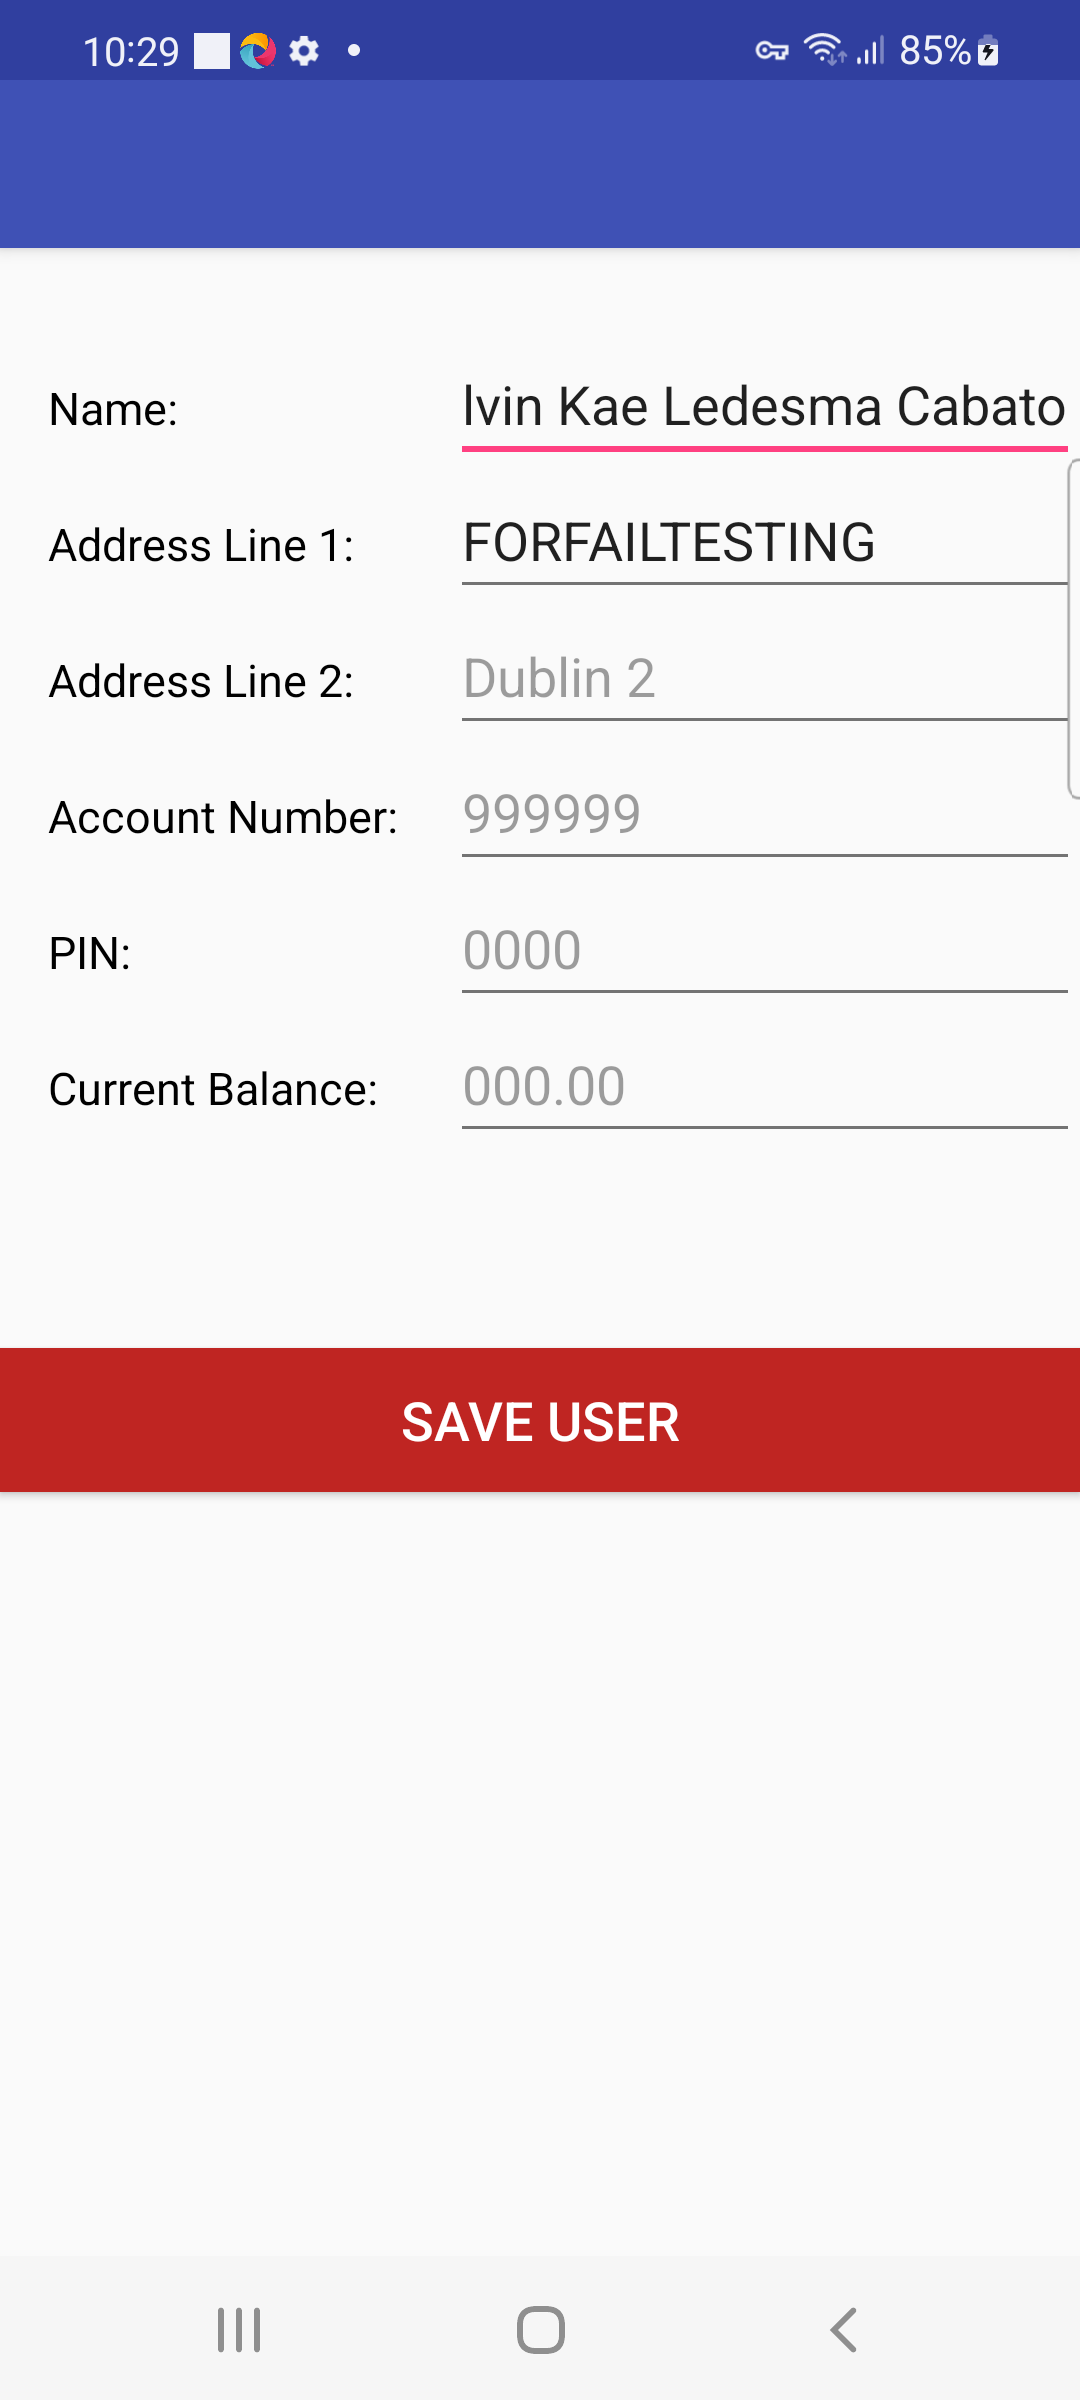 10:29 85%
Name: lvin Kae Ledesma Cabato
Address Line 1: FORFAILTESTING
Address Line 2: Dublin 2
Account Number: 999999
PIN: 0000
Current Balance: 000.00
SAVE USER